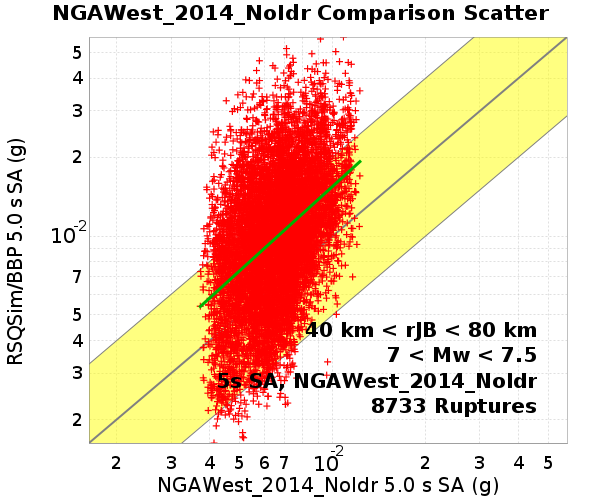 NGAWest_2014_NoIdr Comparison Scatter
RSQSim/BBP 5.0 s SA (g)
5
4
3
2
10-2
7
5
4
3
2
40 km < rJB < 80 km
7 < Mw < 7.5
5s SA, NGAWest_2014_NoIdr
8733 Ruptures
2 3 4 5 6 7 10-2 2 3 4 5
NGAWest_2014_NoIdr 5.0 s SA (g)